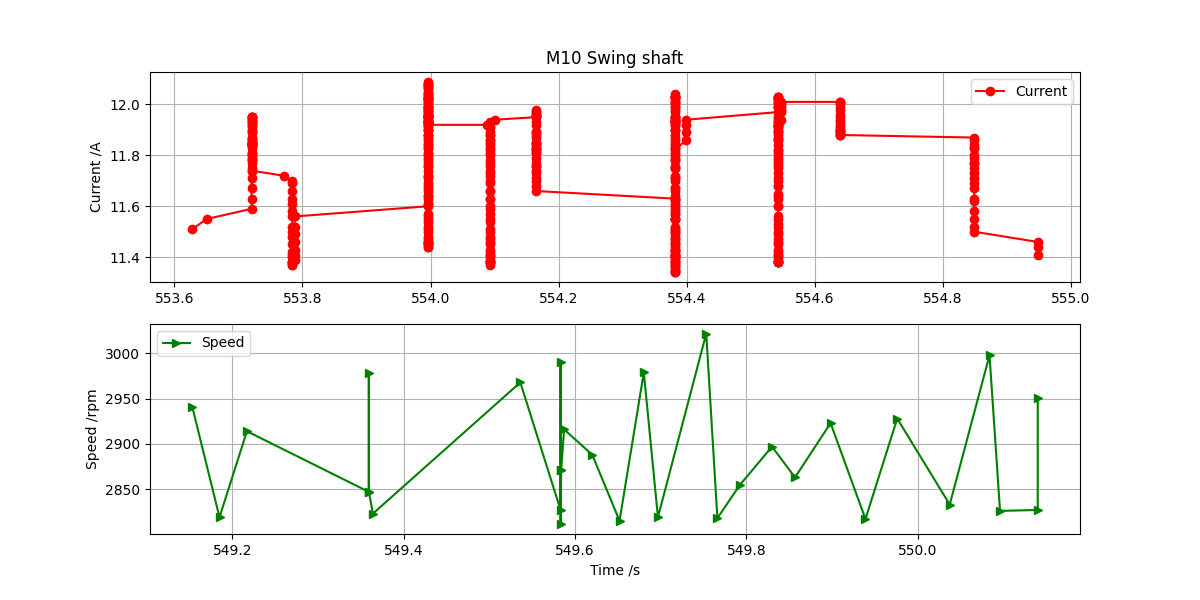 M10 Swing shaft
Current /A
12.0
11.8
11.6
11.4
Current
553.6 553.8 554.0 554.2 554.4 554.6 554.8 555.0
Speed /rpm
3000
2950
2900
2850
Speed
549.2 549.4 549.6 549.8 550.0
Time /s